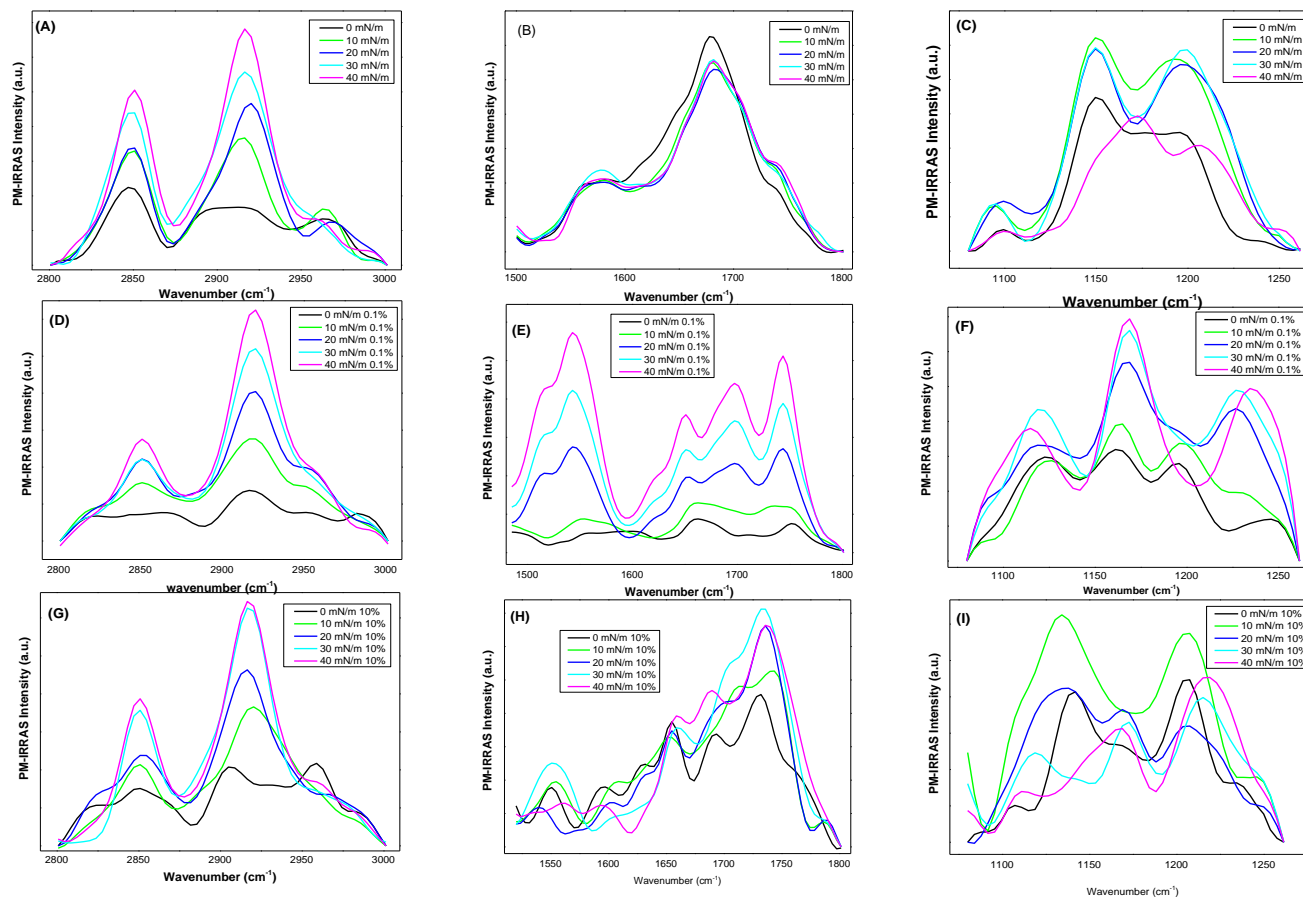 (A)
0 mN/m
10 mN/m
20 mN/m
30 mN/m
40 mN/m
PM-IRRAS Intensity (a.u.)
2800 2850 2900 2950 3000
Wavenumber (cm-1)
(B)
0 mN/m
10 mN/m
20 mN/m
30 mN/m
40 mN/m
PM-IRRAS Intensity (a.u.)
1500 1600 1700 1800
Wavenumber (cm-1)
(C)
0 mN/m
10 mN/m
20 mN/m
30 mN/m
40 mN/m
PM-IRRAS Intensity (a.u.)
1100 1150 1200 1250
Wavenumber (cm-1)
(D)
0 mN/m 0.1%
10 mN/m 0.1%
20 mN/m 0.1%
30 mN/m 0.1%
40 mN/m 0.1%
PM-IRRAS Intensity (a.u.)
2800 2850 2900 2950 3000
wavenumber (cm-1)
(E)
0 mN/m 0.1%
10 mN/m 0.1%
20 mN/m 0.1%
30 mN/m 0.1%
40 mN/m 0.1%
PM-IRRAS Intensity (a.u.)
1500 1600 1700 1800
Wavenumber (cm-1)
(F)
0 mN/m 0.1%
10 mN/m 0.1%
20 mN/m 0.1%
30 mN/m 0.1%
40 mN/m 0.1%
PM-IRRAS Intensity (a.u.)
1100 1150 1200 1250
Wavenumber (cm-1)
(G)
0 mN/m 10%
10 mN/m 10%
20 mN/m 10%
30 mN/m 10%
40 mN/m 10%
PM-IRRAS Intensity (a.u.)
2800 2850 2900 2950 3000
Wavenumber (cm-1)
(H)
0 mN/m 10%
10 mN/m 10%
20 mN/m 10%
30 mN/m 10%
40 mN/m 10%
PM-IRRAS Intensity (a.u.)
1550 1600 1650 1700 1750 1800
Wavenumber (cm-1)
(I)
0 mN/m 10%
10 mN/m 10%
20 mN/m 10%
30 mN/m 10%
40 mN/m 10%
PM-IRRAS Intensity (a.u.)
1100 1150 1200 1250
Wavenumber (cm-1)